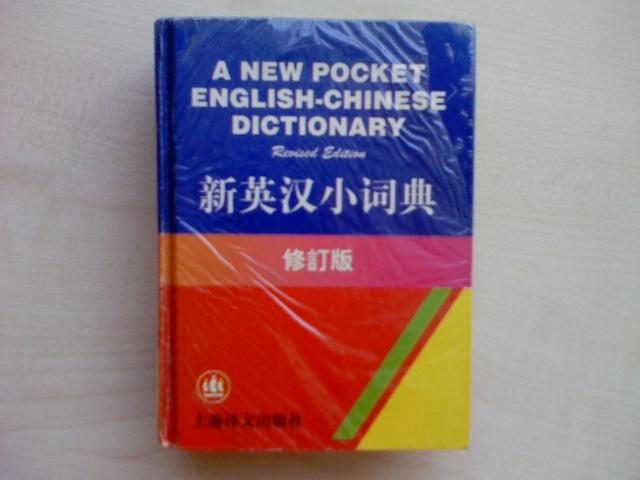 A NEW POCKET
ENGLISH-CHINESE
DICTIONARY
Revised Edition
新英汉小词典
修訂版
上海译文出版社